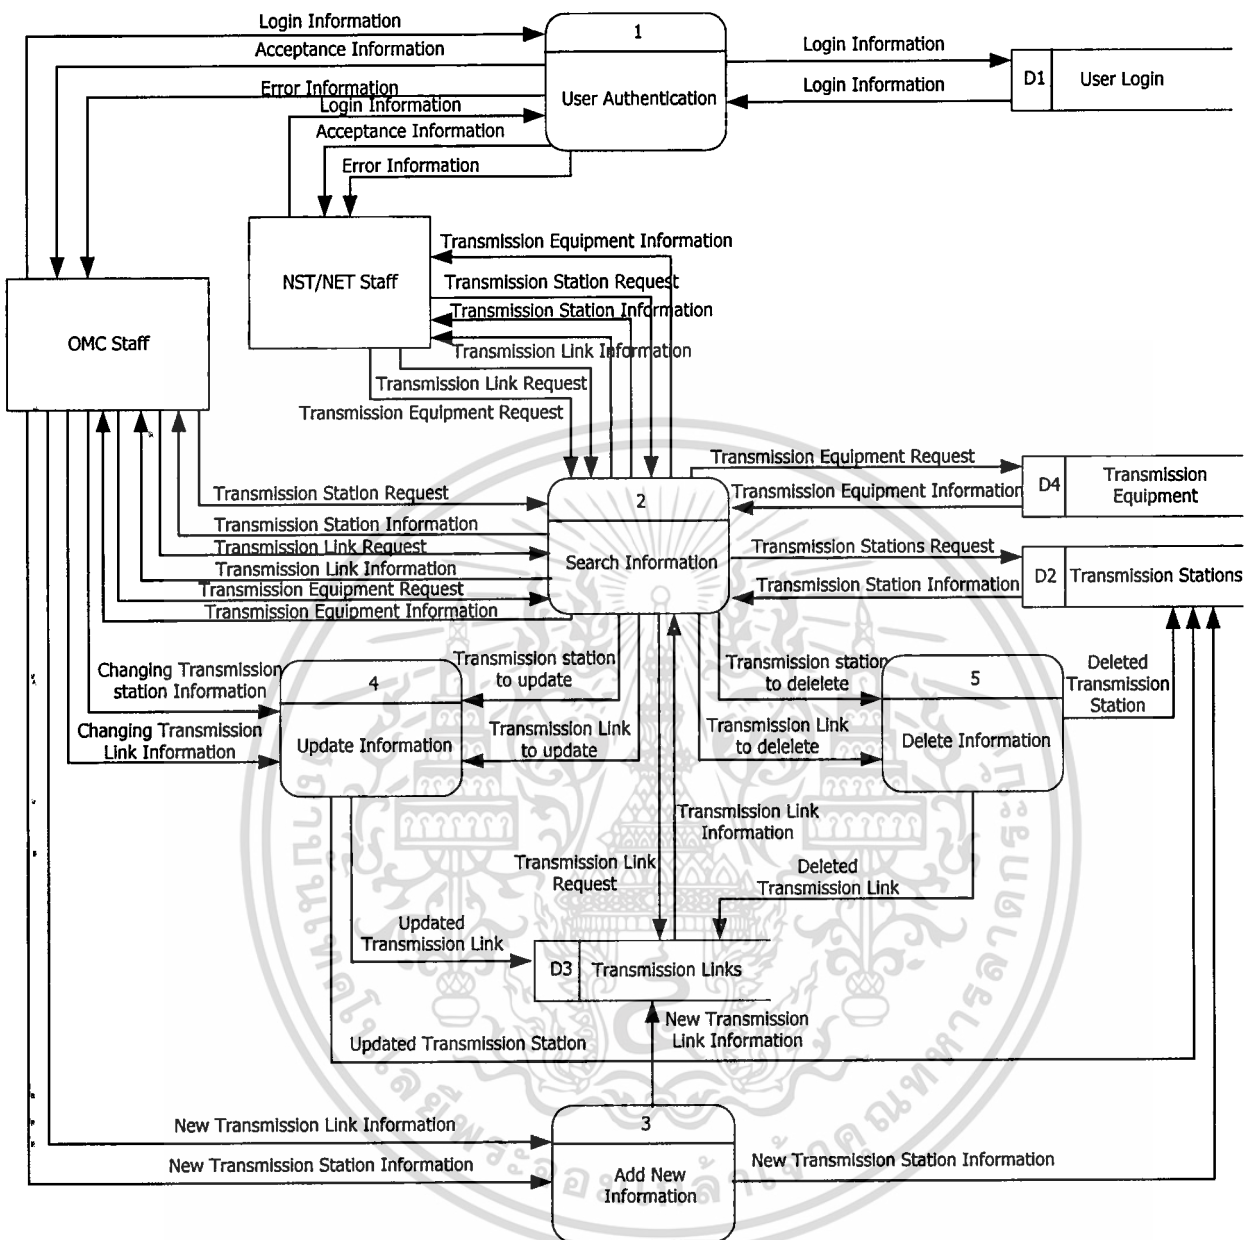 Login Information
Acceptance Information
Error Information
Login Information
Acceptance Information
Error Information
1
User Authentication
Login Information
Login Information
D1
User Login
NST/NET Staff
OMC Staff
Transmission Equipment Information
Transmission Station Request
Transmission Station Information
Transmission Link Information
Transmission Link Request
Transmission Equipment Request
Transmission Station Request
Transmission Station Information
Transmission Link Request
Transmission Link Information
Transmission Equipment Request
Transmission Equipment Information
2
Search Information
Transmission Equipment Request
Transmission Equipment Information
D4
Transmission
Equipment
Transmission Stations Request
Transmission Station Information
D2
Transmission Stations
Changing Transmission
station Information
Changing Transmission
Link Information
4
Update Information
Transmission station
to update
Transmission Link
to update
Transmission station
to delelete
Transmission Link
to delelete
5
Delete Information
Deleted
Transmission
Station
Transmission Link
Information
Transmission Link
Request
Deleted
Transmission Link
Updated
Transmission Link
D3
Transmission Links
New Transmission
Link Information
Updated Transmission Station
New Transmission Link Information
New Transmission Station Information
3
Add New
Information
New Transmission Station Information